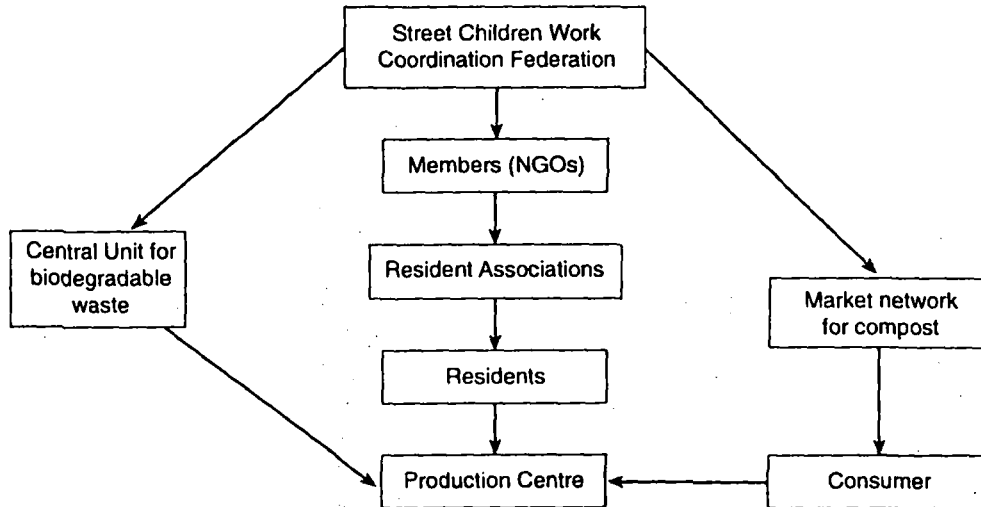 Street Children Work
Coordination Federation
Members (NGOs)
Central Unit for
biodegradable
waste
Resident Associations
Market network
for compost
Residents
Production Centre
Consumer